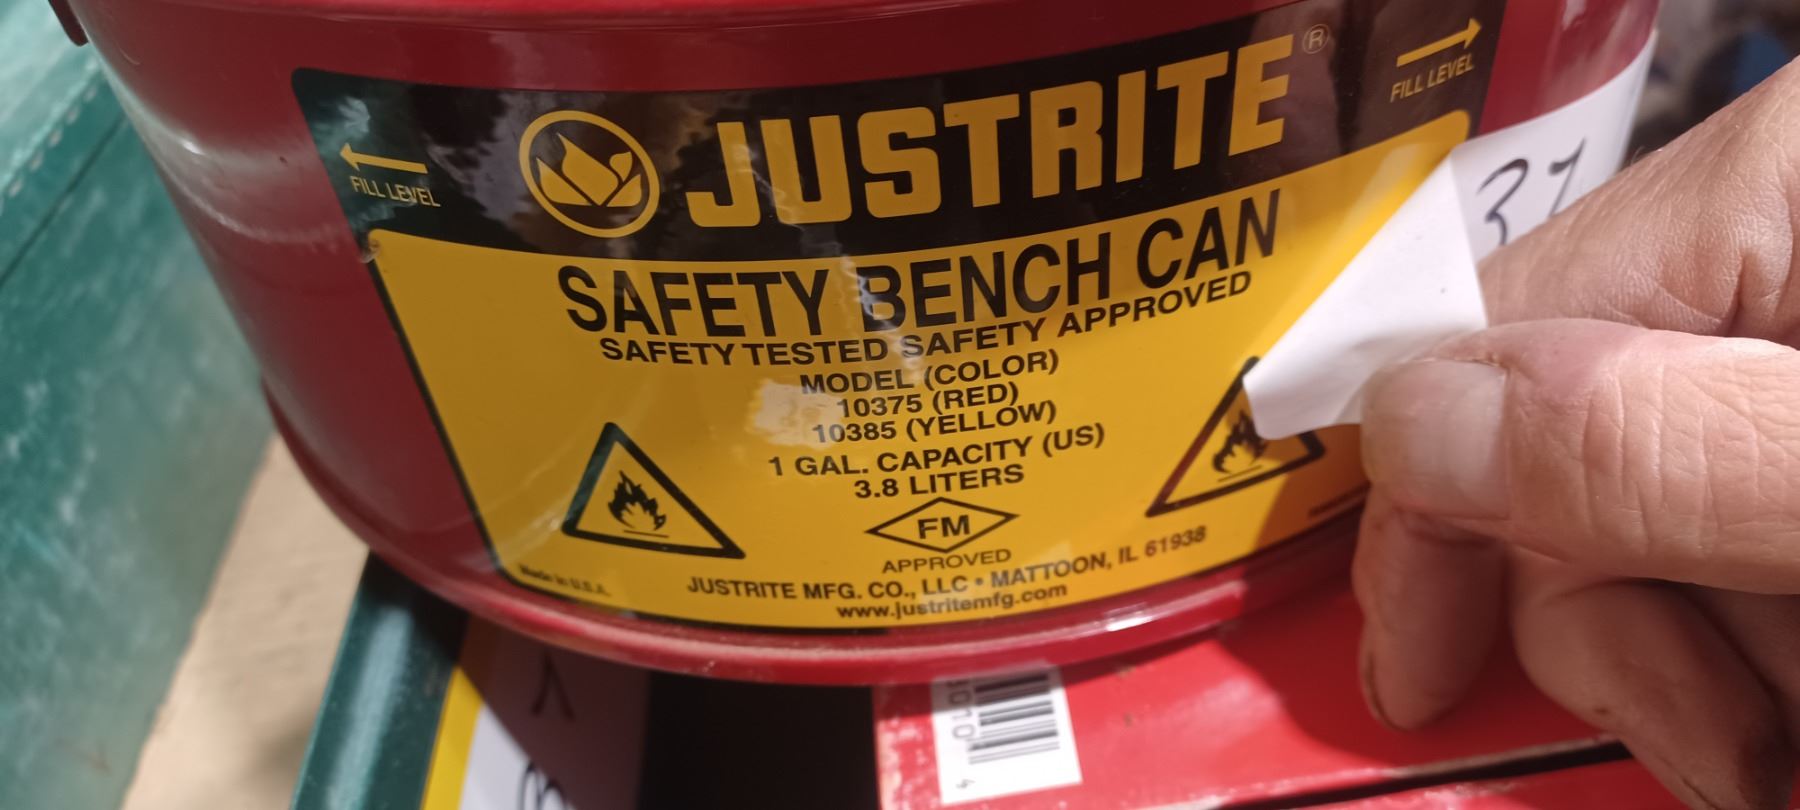 JUSTRITE®
FILL LEVEL
FILL LEVEL
SAFETY BENCH CAN
SAFETY TESTED SAFETY APPROVED
MODEL (COLOR)
10375 (RED)
10385 (YELLOW)
1 GAL. CAPACITY (US)
3.8 LITERS
FM
APPROVED
JUSTRITE MFG. CO., LLC • MATTOON, IL 61938
www.justritemfg.com
Made in U.S.A.